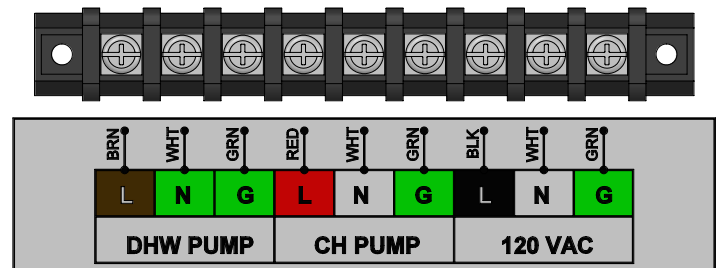 BRN WHT GRN RED WHT GRN BLK WHT GRN
L N G L N G L N G
DHW PUMP CH PUMP 120 VAC